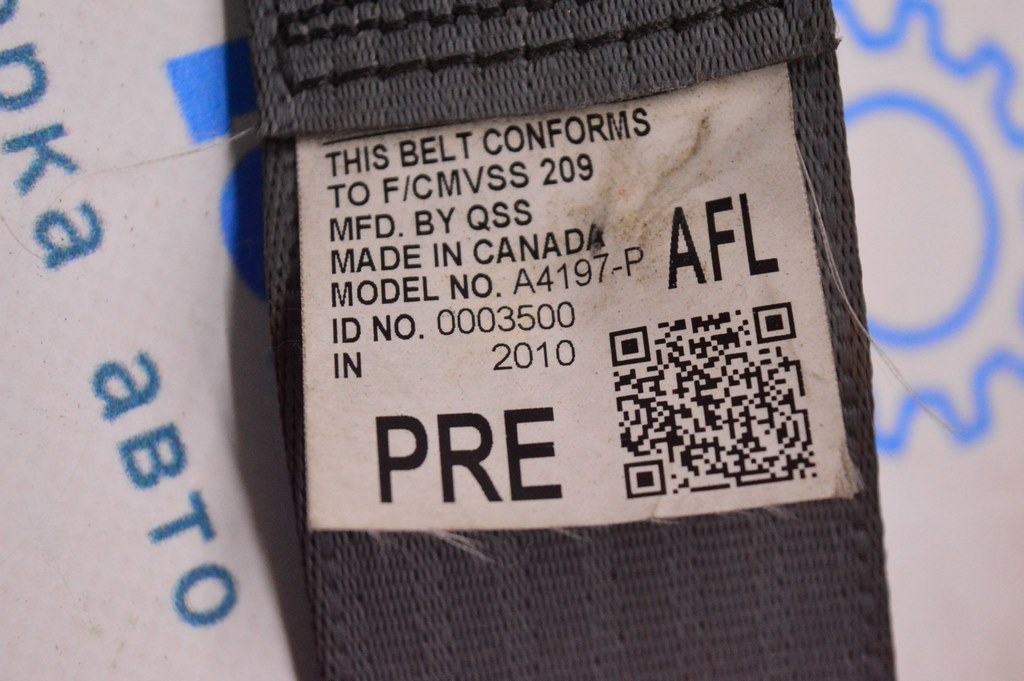 THIS BELT CONFORMS
TO F/CMVSS 209
MFD. BY QSS
MADE IN CANADA
MODEL NO. A4197-P
ID NO. 0003500
IN 2010
AFL
PRE
авто